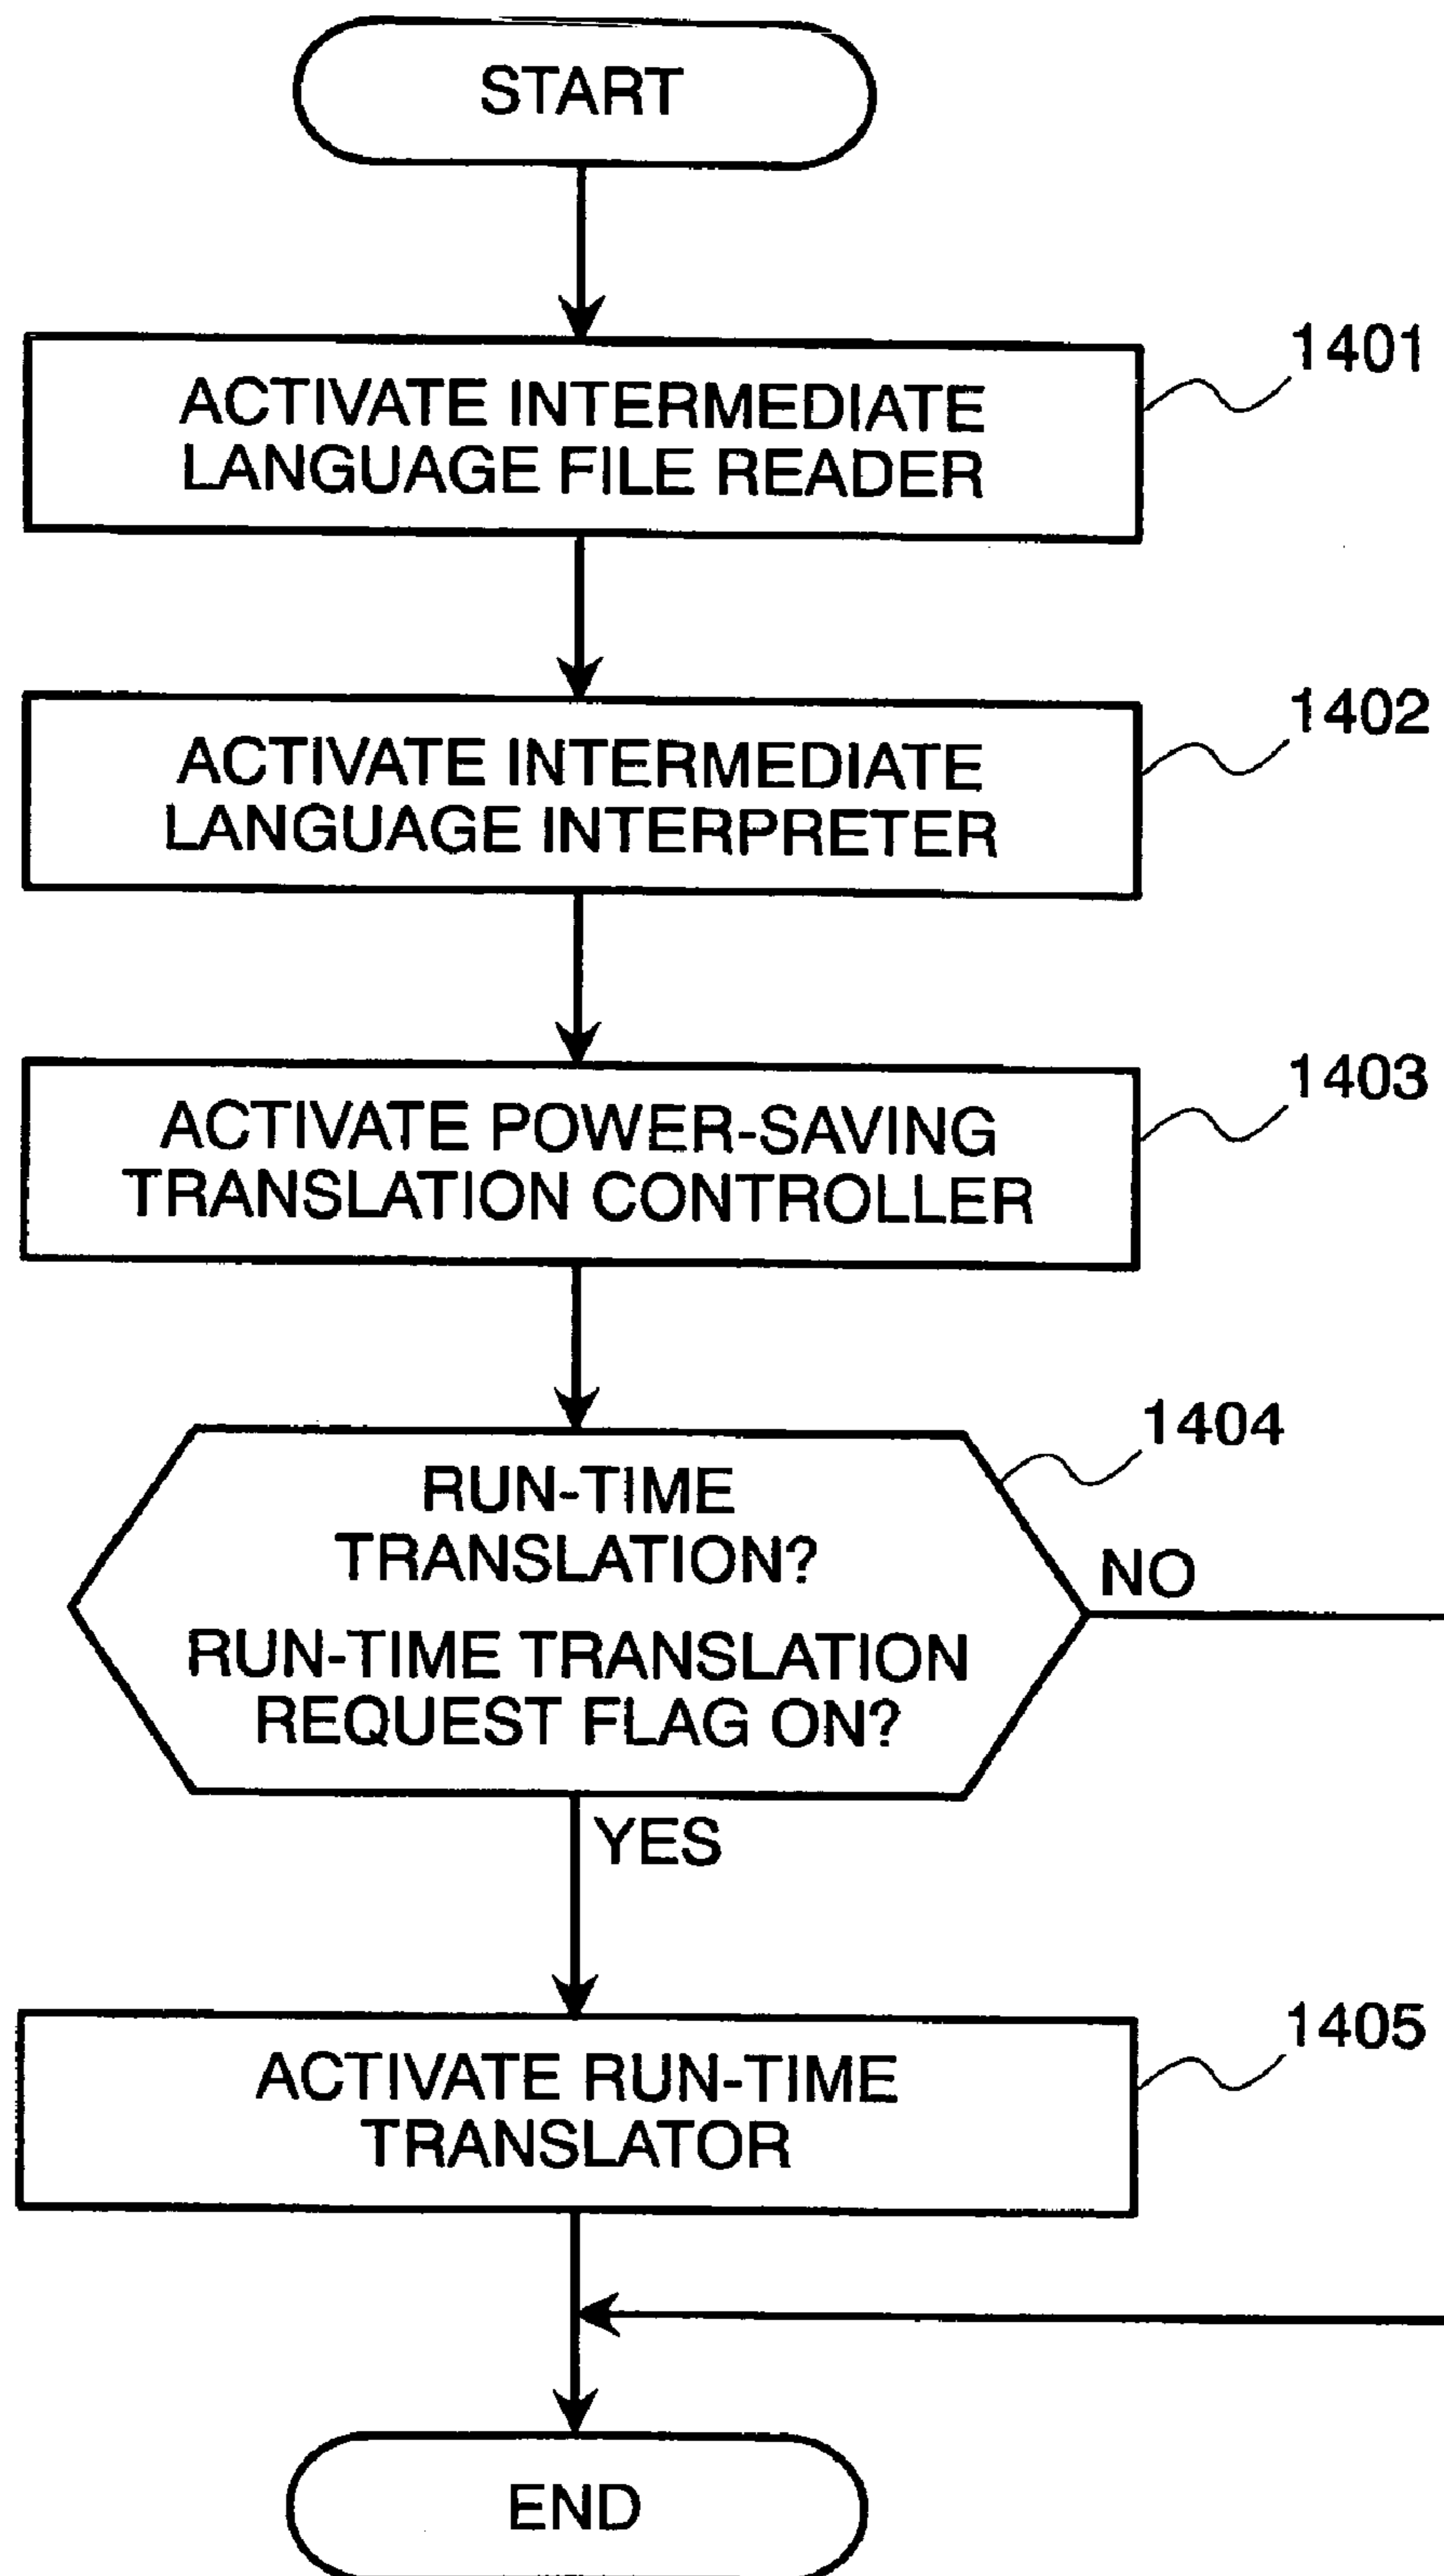 START
1401
ACTIVATE INTERMEDIATE
LANGUAGE FILE READER
1402
ACTIVATE INTERMEDIATE
LANGUAGE INTERPRETER
1403
ACTIVATE POWER-SAVING
TRANSLATION CONTROLLER
1404
RUN-TIME
TRANSLATION?
NO
RUN-TIME TRANSLATION
REQUEST FLAG ON?
YES
1405
ACTIVATE RUN-TIME
TRANSLATOR
END